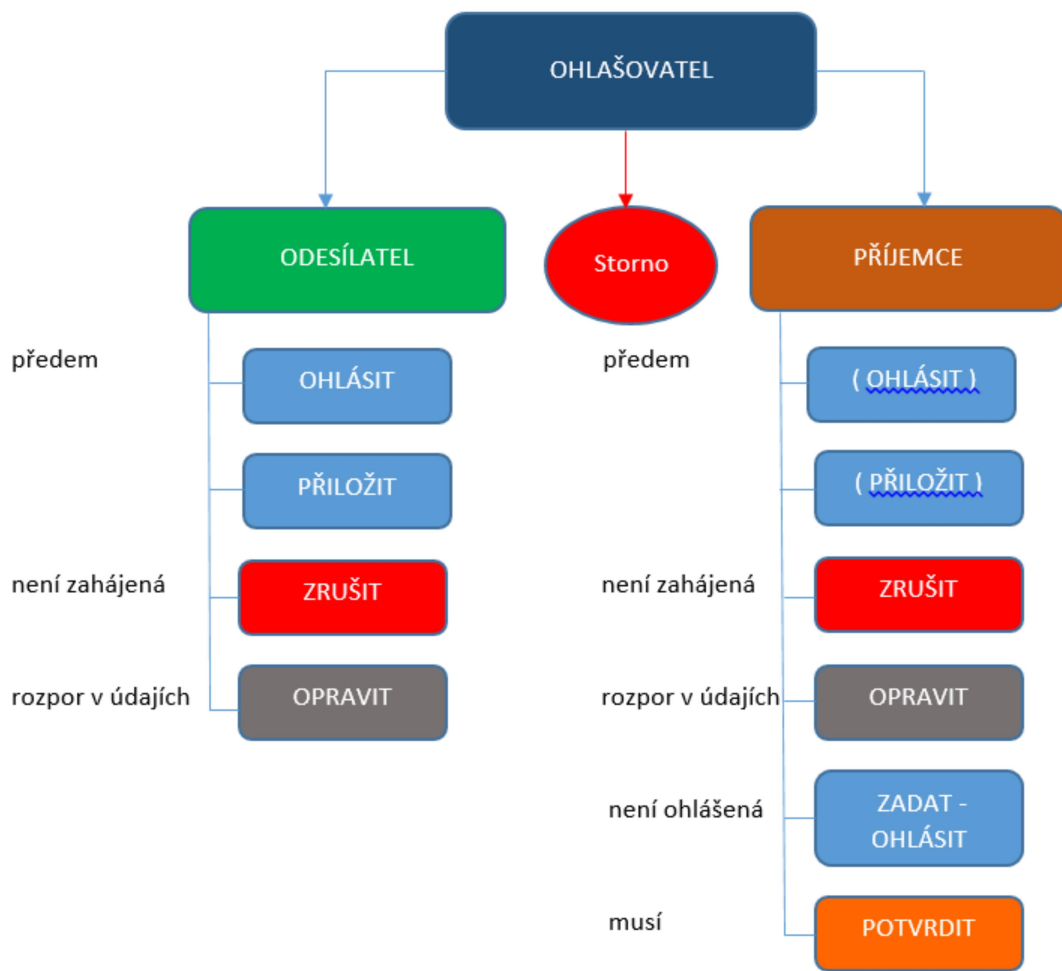 OHLAŠOVATEL
ODESÍLATEL
Storno
PŘÍJEMCE
předem
OHLÁSIT
předem
( OHLÁSIT )
PŘILOŽIT
( PŘILOŽIT )
není zahájená
ZRUŠIT
není zahájená
ZRUŠIT
rozpor v údajích
OPRAVIT
rozpor v údajích
OPRAVIT
není ohlášená
ZADAT -
OHLÁSIT
musí
POTVRDIT